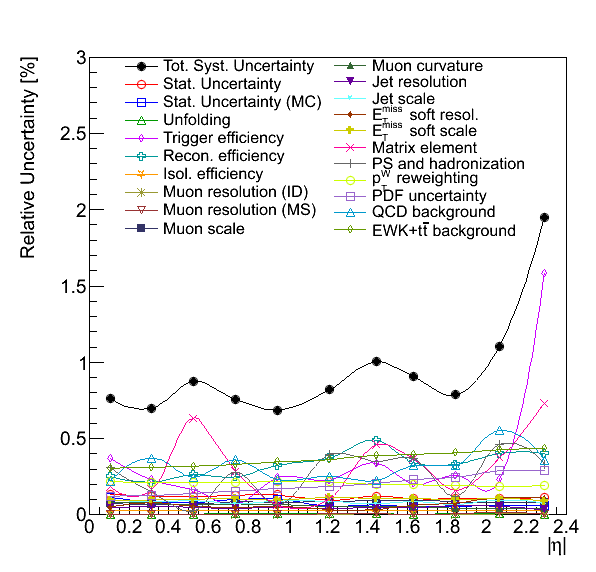 Relative Uncertainty [%]
3
2.5
2
1.5
1
0.5
0
Tot. Syst. Uncertainty
Stat. Uncertainty
Stat. Uncertainty (MC)
Unfolding
Trigger efficiency
Recon. efficiency
Isol. efficiency
Muon resolution (ID)
Muon resolution (MS)
Muon scale
Muon curvature
Jet resolution
Jet scale
E_T^miss soft resol.
E_T^miss soft scale
Matrix element
PS and hadronization
p_T^W reweighting
PDF uncertainty
QCD background
EWK+tt̄ background
0 0.2 0.4 0.6 0.8 1 1.2 1.4 1.6 1.8 2 2.2 2.4
|η|